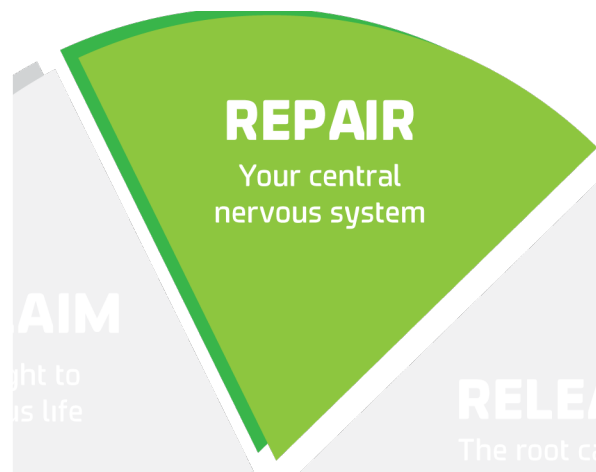 REPAIR
Your central
nervous system
AIM
ght to
us life
RELEA
The root ca